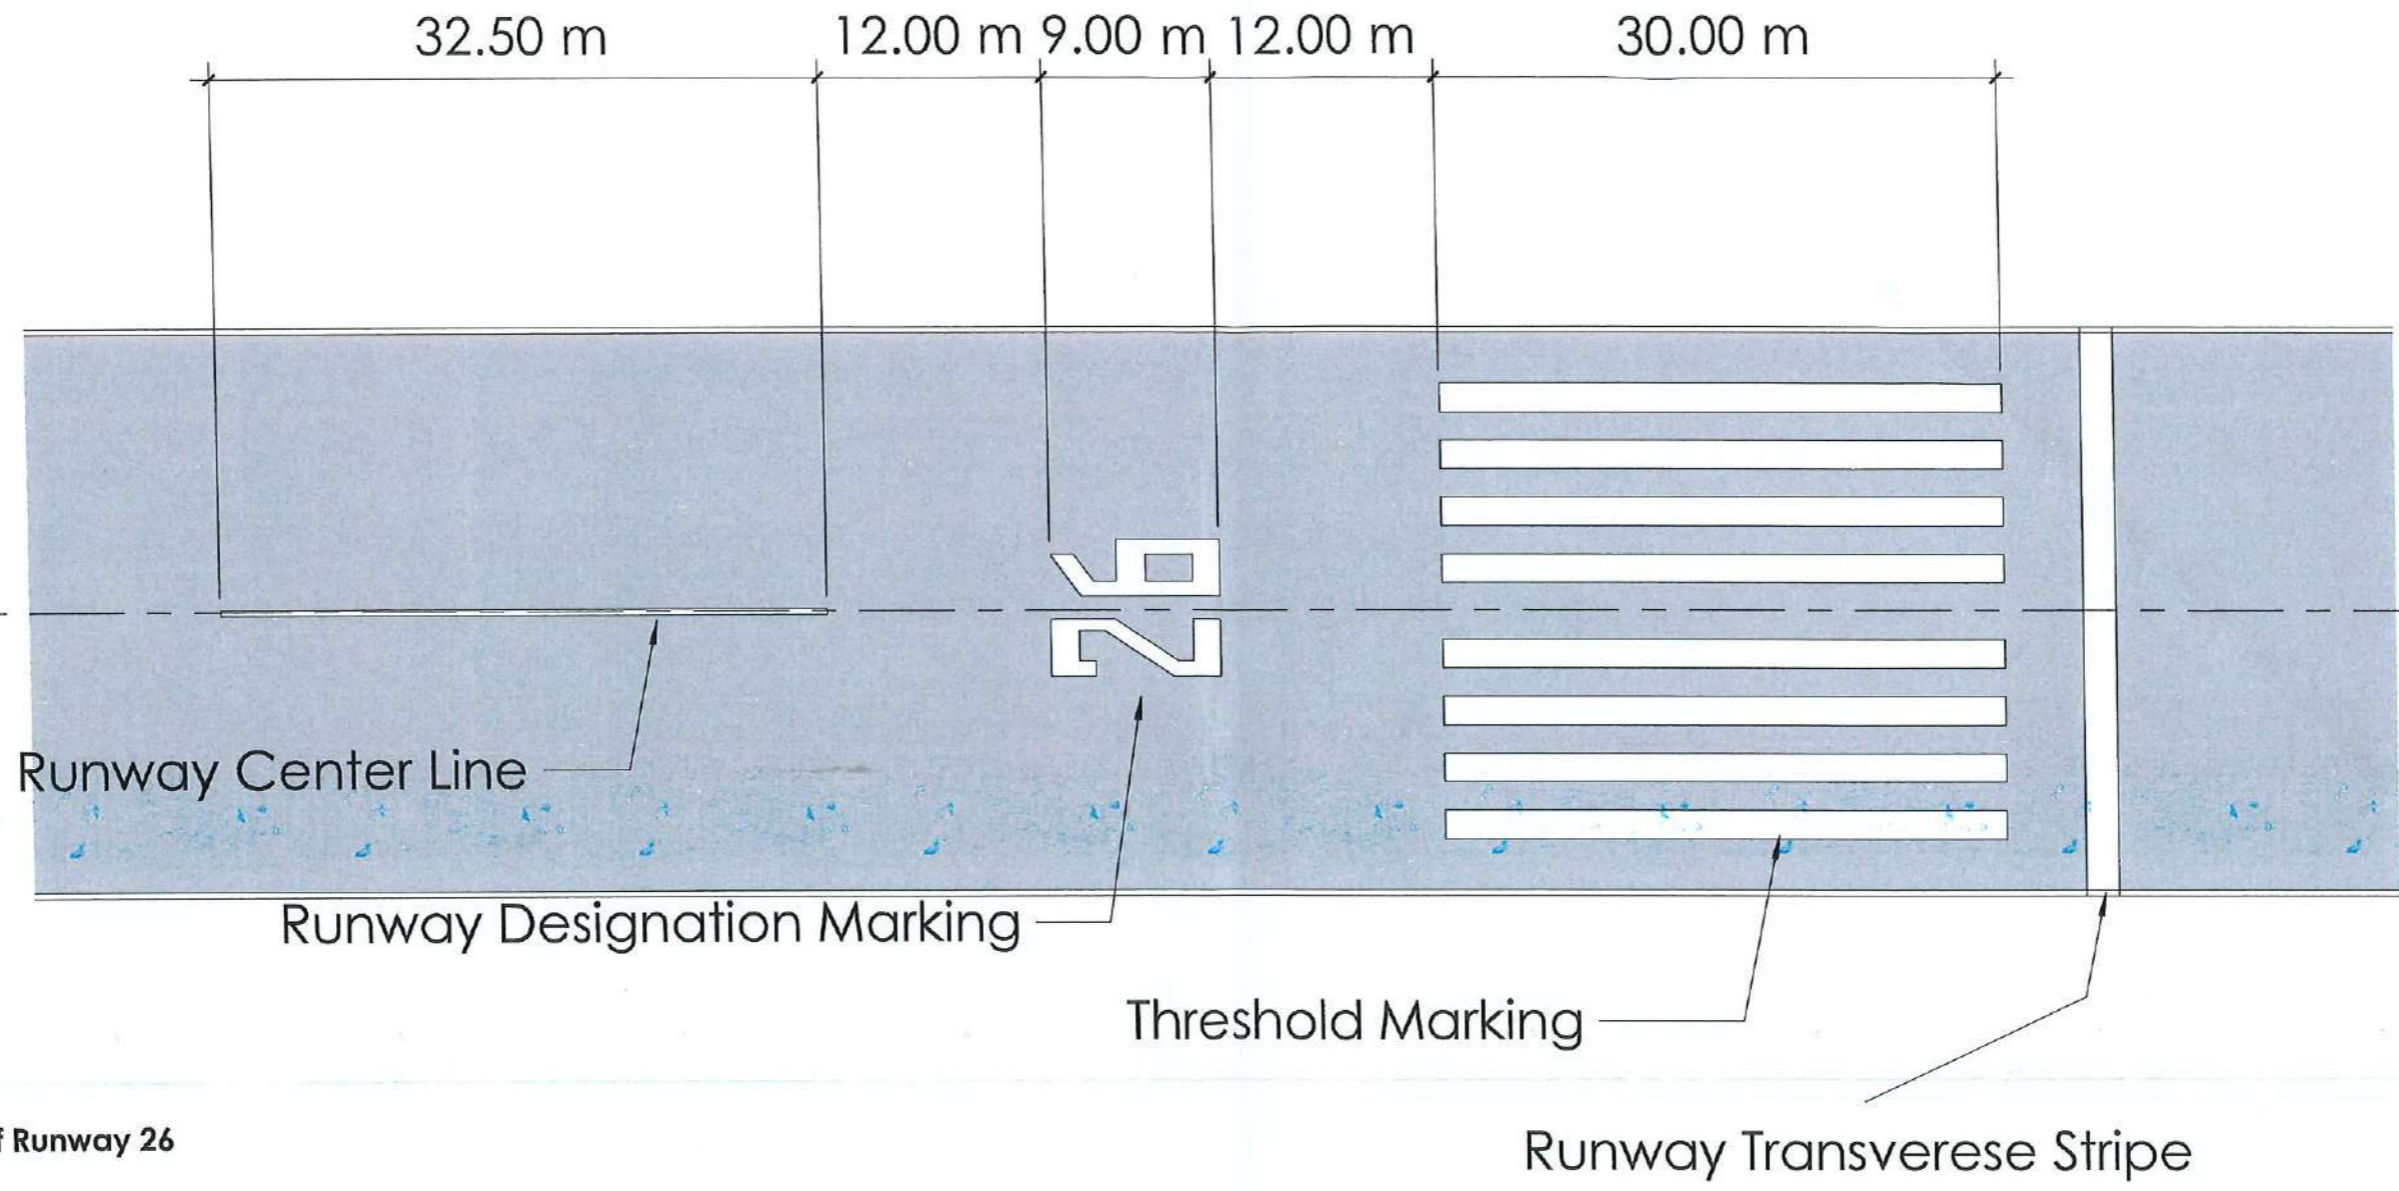 32.50 m 12.00 m 9.00 m 12.00 m 30.00 m
26
Runway Center Line
Runway Designation Marking
Threshold Marking
f Runway 26
Runway Transverese Stripe